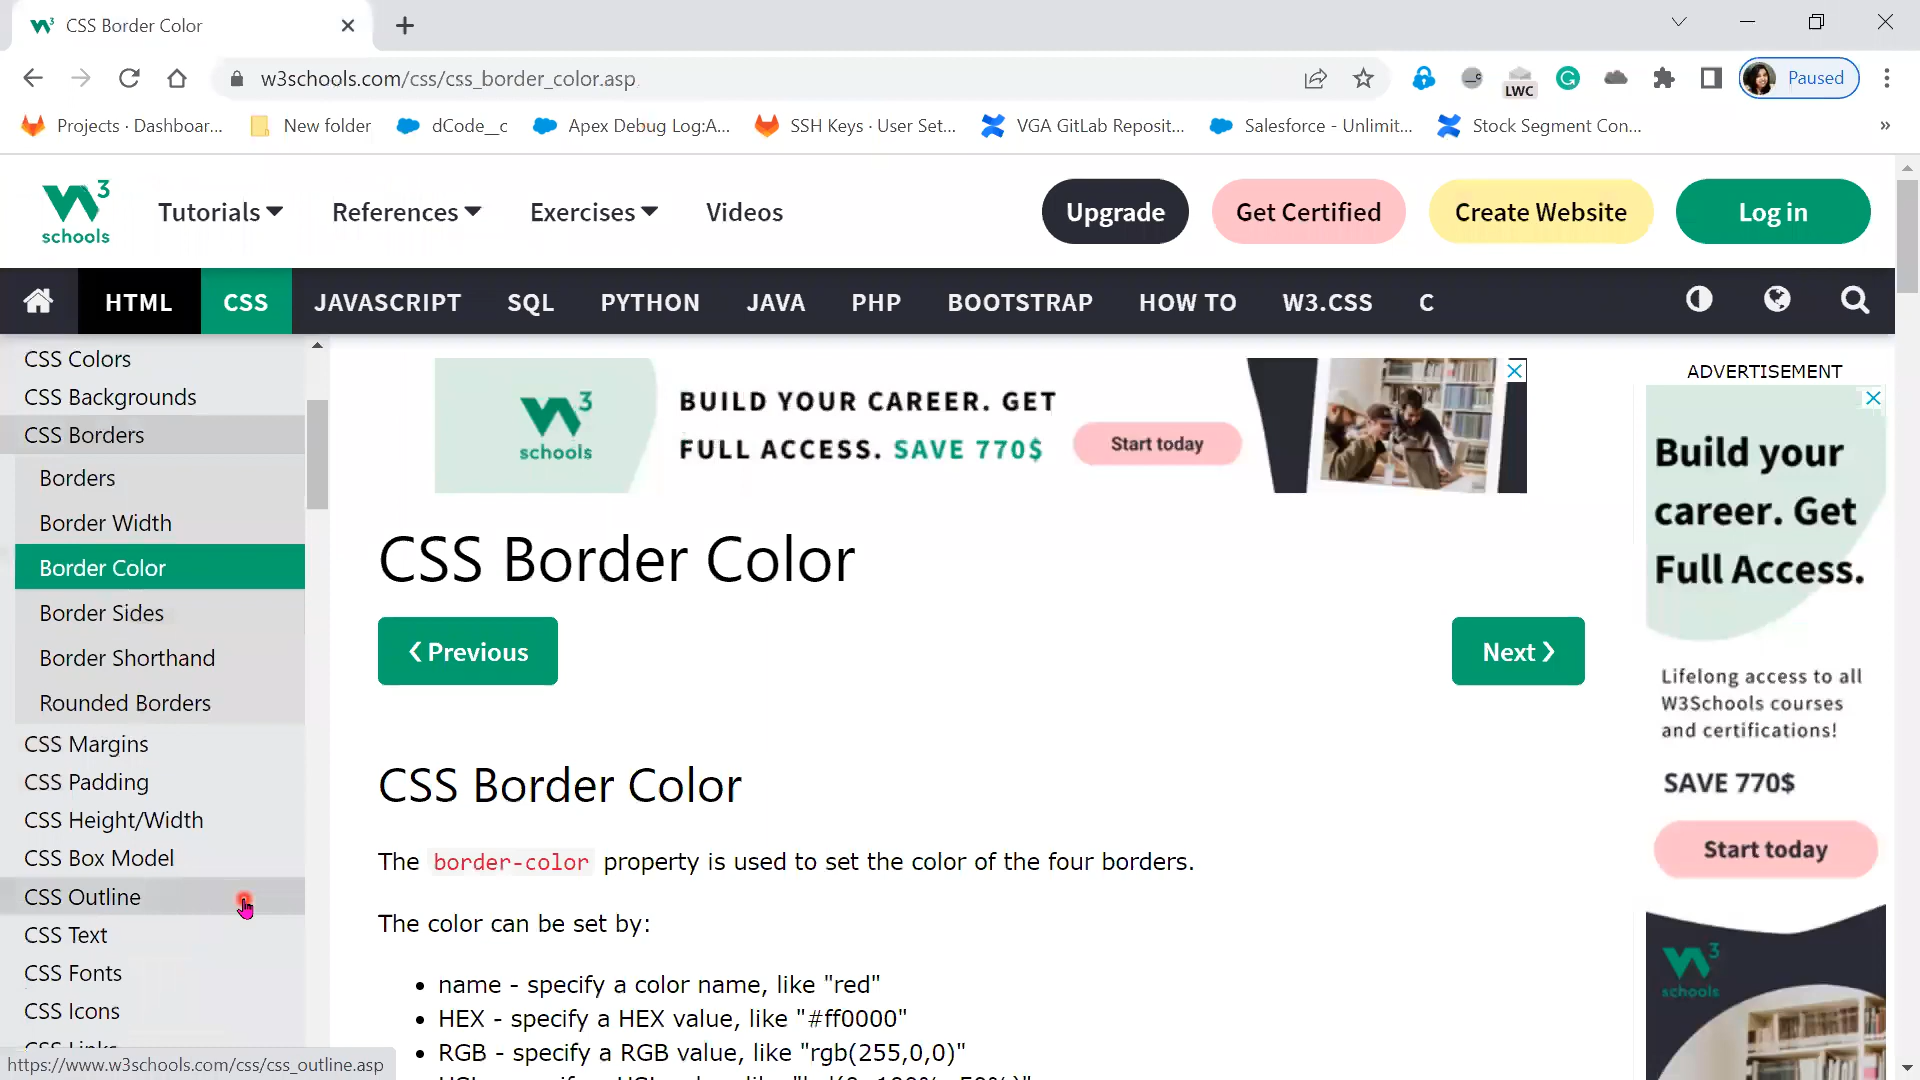 CSS Border Color
w3schools.com/css/css_border_color.asp
LWC
Paused
Projects · Dashboar...
New folder
dCode__c
Apex Debug Log:A...
SSH Keys · User Set...
VGA GitLab Reposit...
Salesforce - Unlimit...
Stock Segment Con...
»
3
schools
Tutorials
References
Exercises
Videos
Upgrade
Get Certified
Create Website
Log in
HTML
CSS
JAVASCRIPT
SQL
PYTHON
JAVA
PHP
BOOTSTRAP
HOW TO
W3.CSS
C
CSS Colors
CSS Backgrounds
CSS Borders
Borders
Border Width
Border Color
Border Sides
Border Shorthand
Rounded Borders
CSS Margins
CSS Padding
CSS Height/Width
CSS Box Model
CSS Outline
CSS Text
CSS Fonts
CSS Icons
CSS Links
https://www.w3schools.com/css/css_outline.asp
3
schools
BUILD YOUR CAREER. GET
FULL ACCESS. SAVE 770$
Start today
CSS Border Color
❮ Previous
Next ❯
CSS Border Color
The border-color property is used to set the color of the four borders.
The color can be set by:
• name - specify a color name, like "red"
• HEX - specify a HEX value, like "#ff0000"
• RGB - specify a RGB value, like "rgb(255,0,0)"
ADVERTISEMENT
Build your
career. Get
Full Access.
Lifelong access to all
W3Schools courses
and certifications!
SAVE 770$
Start today
3
schools